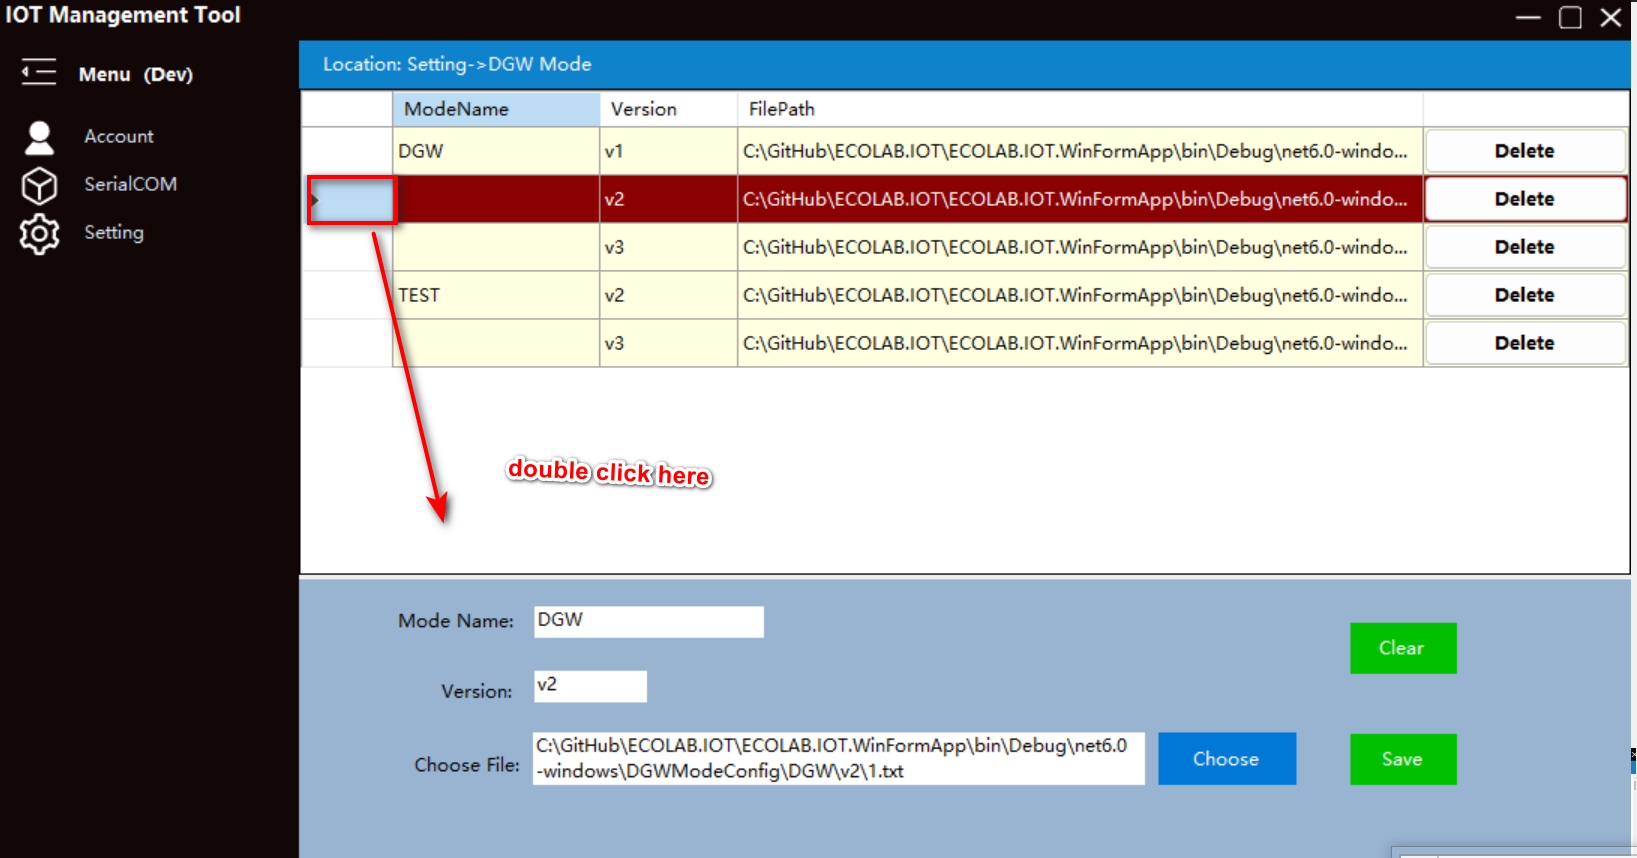 IOT Management Tool
Menu (Dev)
Account
SerialCOM
Setting
Location: Setting->DGW Mode
ModeName Version FilePath
DGW v1 C:\GitHub\ECOLAB.IOT\ECOLAB.IOT.WinFormApp\bin\Debug\net6.0-windo... Delete
v2 C:\GitHub\ECOLAB.IOT\ECOLAB.IOT.WinFormApp\bin\Debug\net6.0-windo... Delete
v3 C:\GitHub\ECOLAB.IOT\ECOLAB.IOT.WinFormApp\bin\Debug\net6.0-windo... Delete
TEST v2 C:\GitHub\ECOLAB.IOT\ECOLAB.IOT.WinFormApp\bin\Debug\net6.0-windo... Delete
v3 C:\GitHub\ECOLAB.IOT\ECOLAB.IOT.WinFormApp\bin\Debug\net6.0-windo... Delete
double click here
Mode Name: DGW
Clear
Version: v2
Choose File: C:\GitHub\ECOLAB.IOT\ECOLAB.IOT.WinFormApp\bin\Debug\net6.0
-windows\DGWModeConfig\DGW\v2\1.txt
Choose
Save